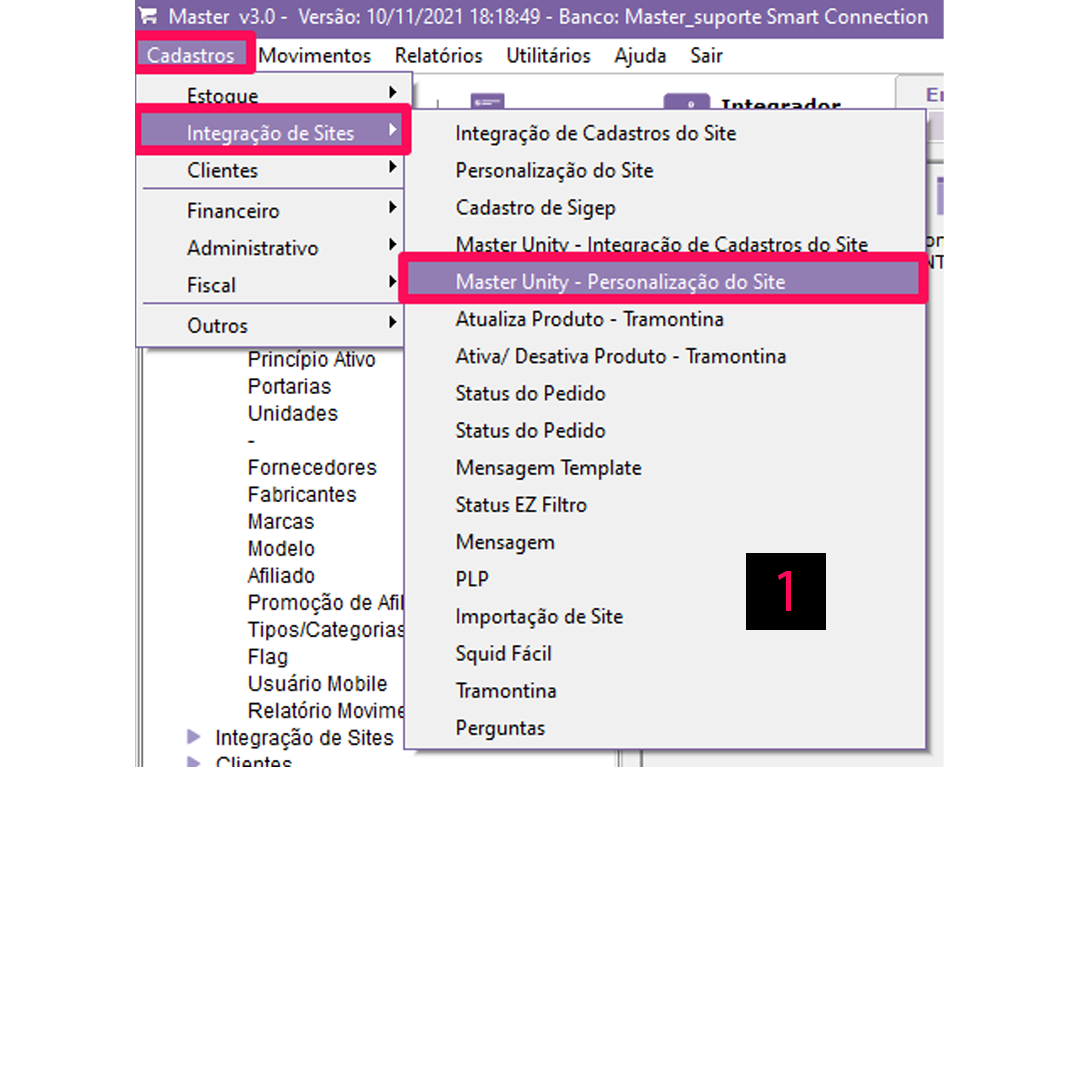 Master v3.0 - Versão: 10/11/2021 18:18:49 - Banco: Master_suporte Smart Connection
Cadastros Movimentos Relatórios Utilitários Ajuda Sair
Estoque
Integração de Sites
Clientes
Financeiro
Administrativo
Fiscal
Outros
Integrador
Integração de Cadastros do Site
Personalização do Site
Cadastro de Sigep
Master Unity - Integração de Cadastros do Site
Master Unity - Personalização do Site
Atualiza Produto - Tramontina
Ativa/ Desativa Produto - Tramontina
Status do Pedido
Status do Pedido
Mensagem Template
Status EZ Filtro
Mensagem
PLP
Importação de Site
Squid Fácil
Tramontina
Perguntas
1
Princípio Ativo
Portarias
Unidades
-
Fornecedores
Fabricantes
Marcas
Modelo
Afiliado
Promoção de Afil
Tipos/Categorias
Flag
Usuário Mobile
Relatório Movime
Integração de Sites
Clientes